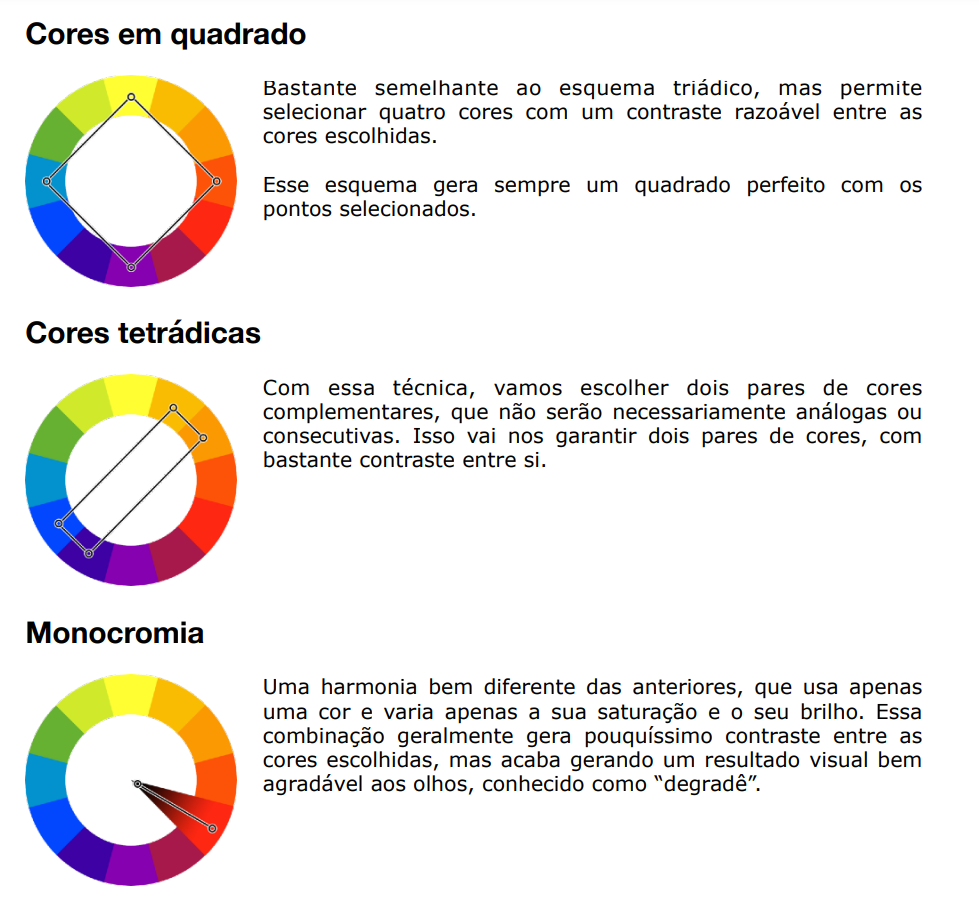 Cores em quadrado
Bastante semelhante ao esquema triádico, mas permite
selecionar quatro cores com um contraste razoável entre as
cores escolhidas.
Esse esquema gera sempre um quadrado perfeito com os
pontos selecionados.
Cores tetrádicas
Com essa técnica, vamos escolher dois pares de cores
complementares, que não serão necessariamente análogas ou
consecutivas. Isso vai nos garantir dois pares de cores, com
bastante contraste entre si.
Monocromia
Uma harmonia bem diferente das anteriores, que usa apenas
uma cor e varia apenas a sua saturação e o seu brilho. Essa
combinação geralmente gera pouquíssimo contraste entre as
cores escolhidas, mas acaba gerando um resultado visual bem
agradável aos olhos, conhecido como “degradê”.